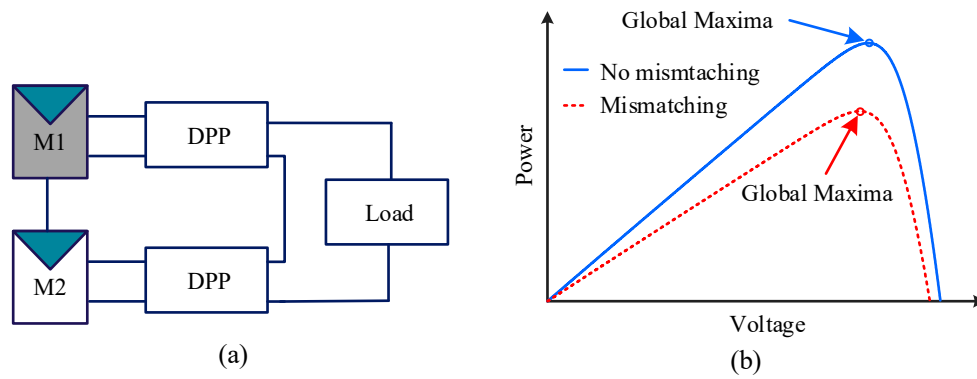 M1
DPP
Load
M2
DPP
(a)
Global Maxima
No mismtaching
Mismatching
Global Maxima
Power
Voltage
(b)